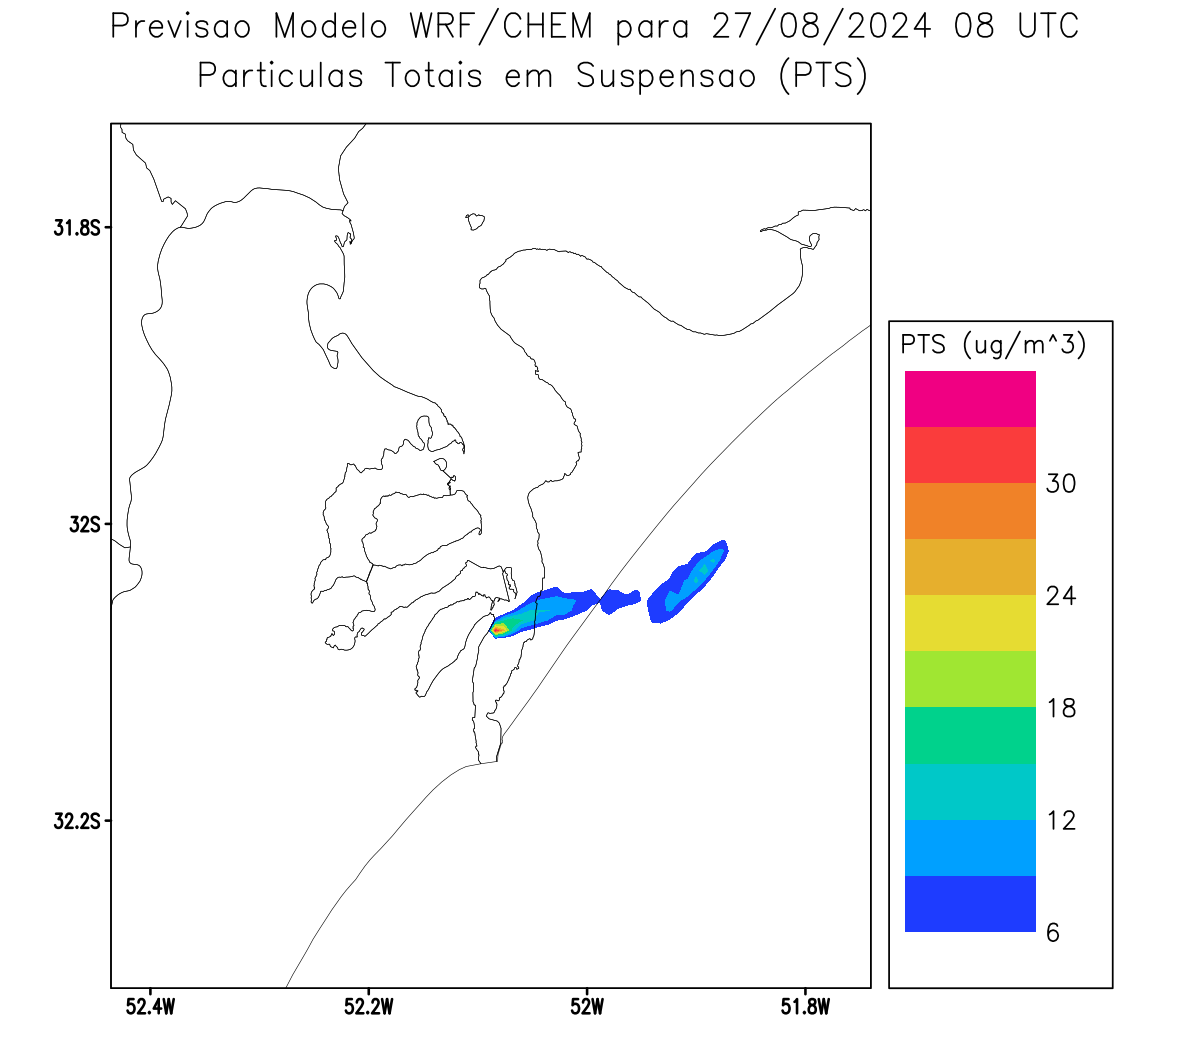 Previsao Modelo WRF/CHEM para 27/08/2024 08 UTC
Particulas Totais em Suspensao (PTS)
31.8S
32S
32.2S
52.4W
52.2W
52W
51.8W
PTS (ug/m^3)
30
24
18
12
6